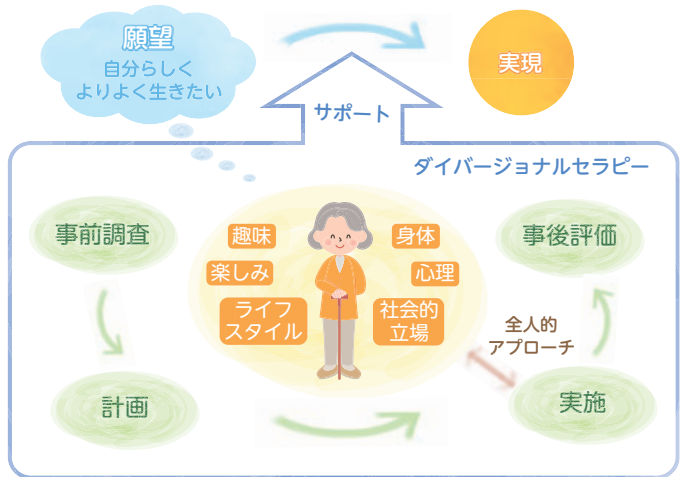 願望
自分らしく
よりよく生きたい
実現
サポート
ダイバージョナルセラピー
事前調査
趣味
身体
事後評価
楽しみ
心理
ライフ
スタイル
社会的
立場
全人的
アプローチ
計画
実施